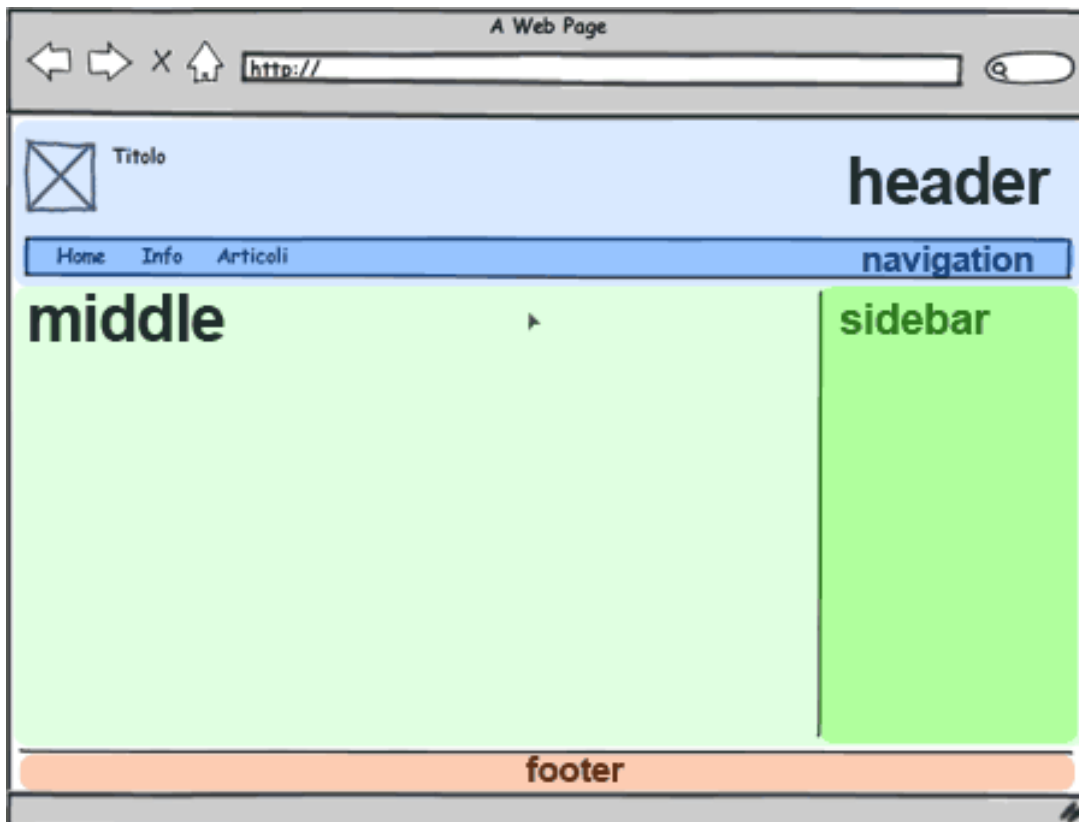 A Web Page
http://
Titolo
header
Home Info Articoli navigation
middle
sidebar
footer